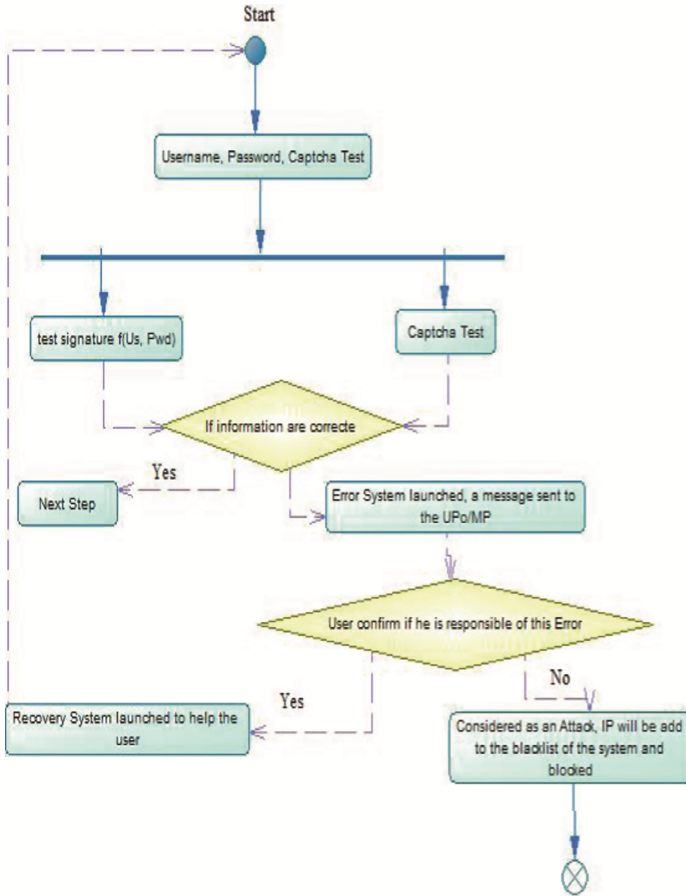 Start
Username, Password, Captcha Test
test signature f(Us, Pwd)
Captcha Test
If information are correcte
Yes
Next Step
Error System launched, a message sent to
the UPo/MP
User confirm if he is responsible of this Error
No
Yes
Recovery System launched to help the
user
Considered as an Attack, IP will be add
to the blacklist of the system and
blocked